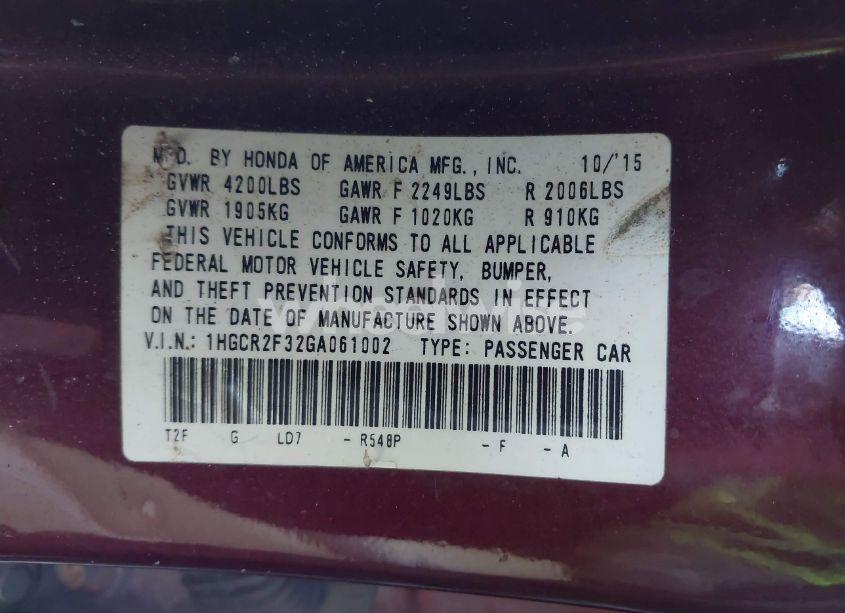 M D. BY HONDA OF AMERICA MFG., INC. 10/'15
GVWR 4200LBS GAWR F 2249LBS R 2006LBS
GVWR 1905KG GAWR F 1020KG R 910KG
THIS VEHICLE CONFORMS TO ALL APPLICABLE
FEDERAL MOTOR VEHICLE SAFETY, BUMPER,
AND THEFT PREVENTION STANDARDS IN EFFECT
ON THE DATE OF MANUFACTURE SHOWN ABOVE.
V.I.N.: 1HGCR2F32GA061002 TYPE: PASSENGER CAR
T2F G LD7 - R548P - F - A